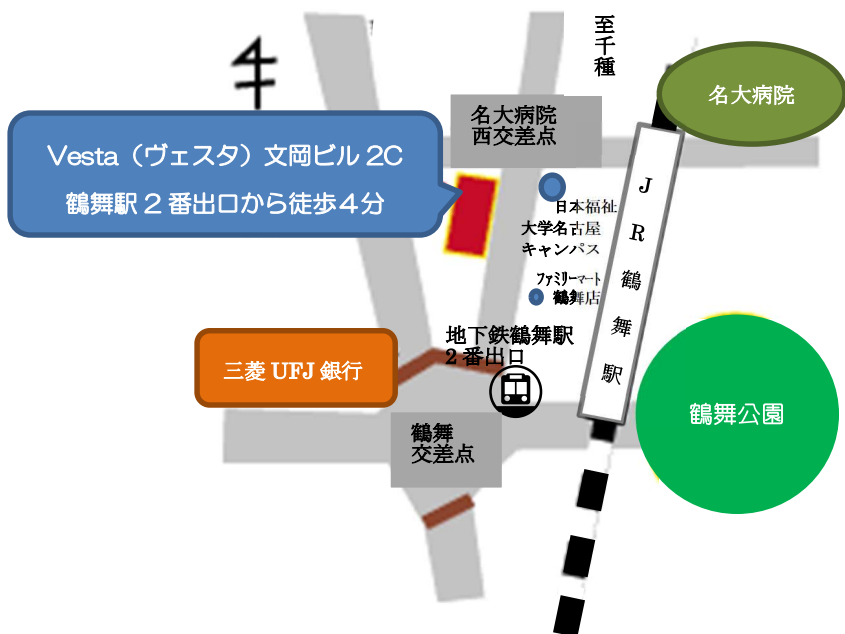 至千種
名大病院
名大病院
西交差点
Vesta（ヴェスタ）文岡ビル 2C
鶴舞駅 2 番出口から徒歩４分
日本福祉
大学名古屋
キャンパス
ファミリーマート
鶴舞店
JR鶴舞駅
地下鉄鶴舞駅
2 番出口
三菱 UFJ 銀行
鶴舞公園
鶴舞
交差点